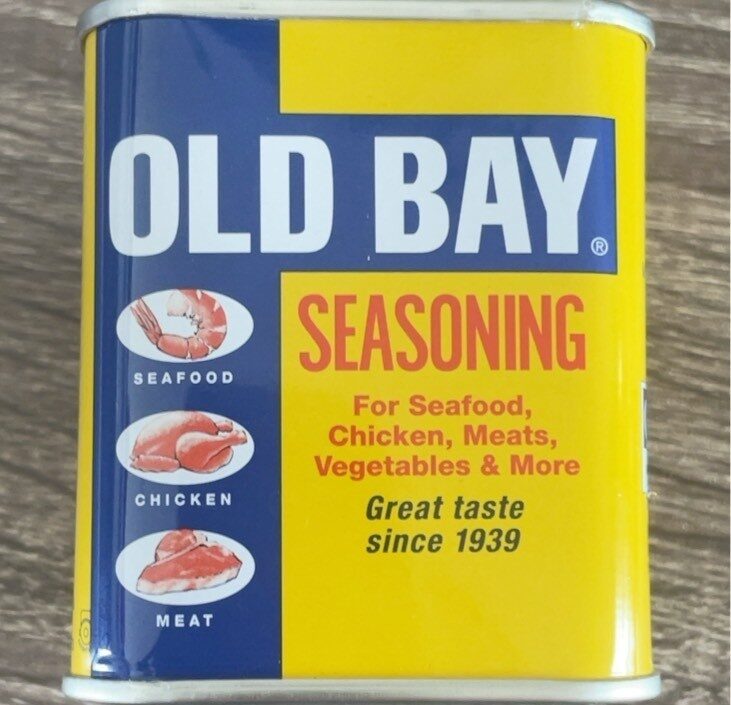 OLD BAY®
SEASONING
For Seafood,
Chicken, Meats,
Vegetables & More
Great taste
since 1939
SEAFOOD
CHICKEN
MEAT